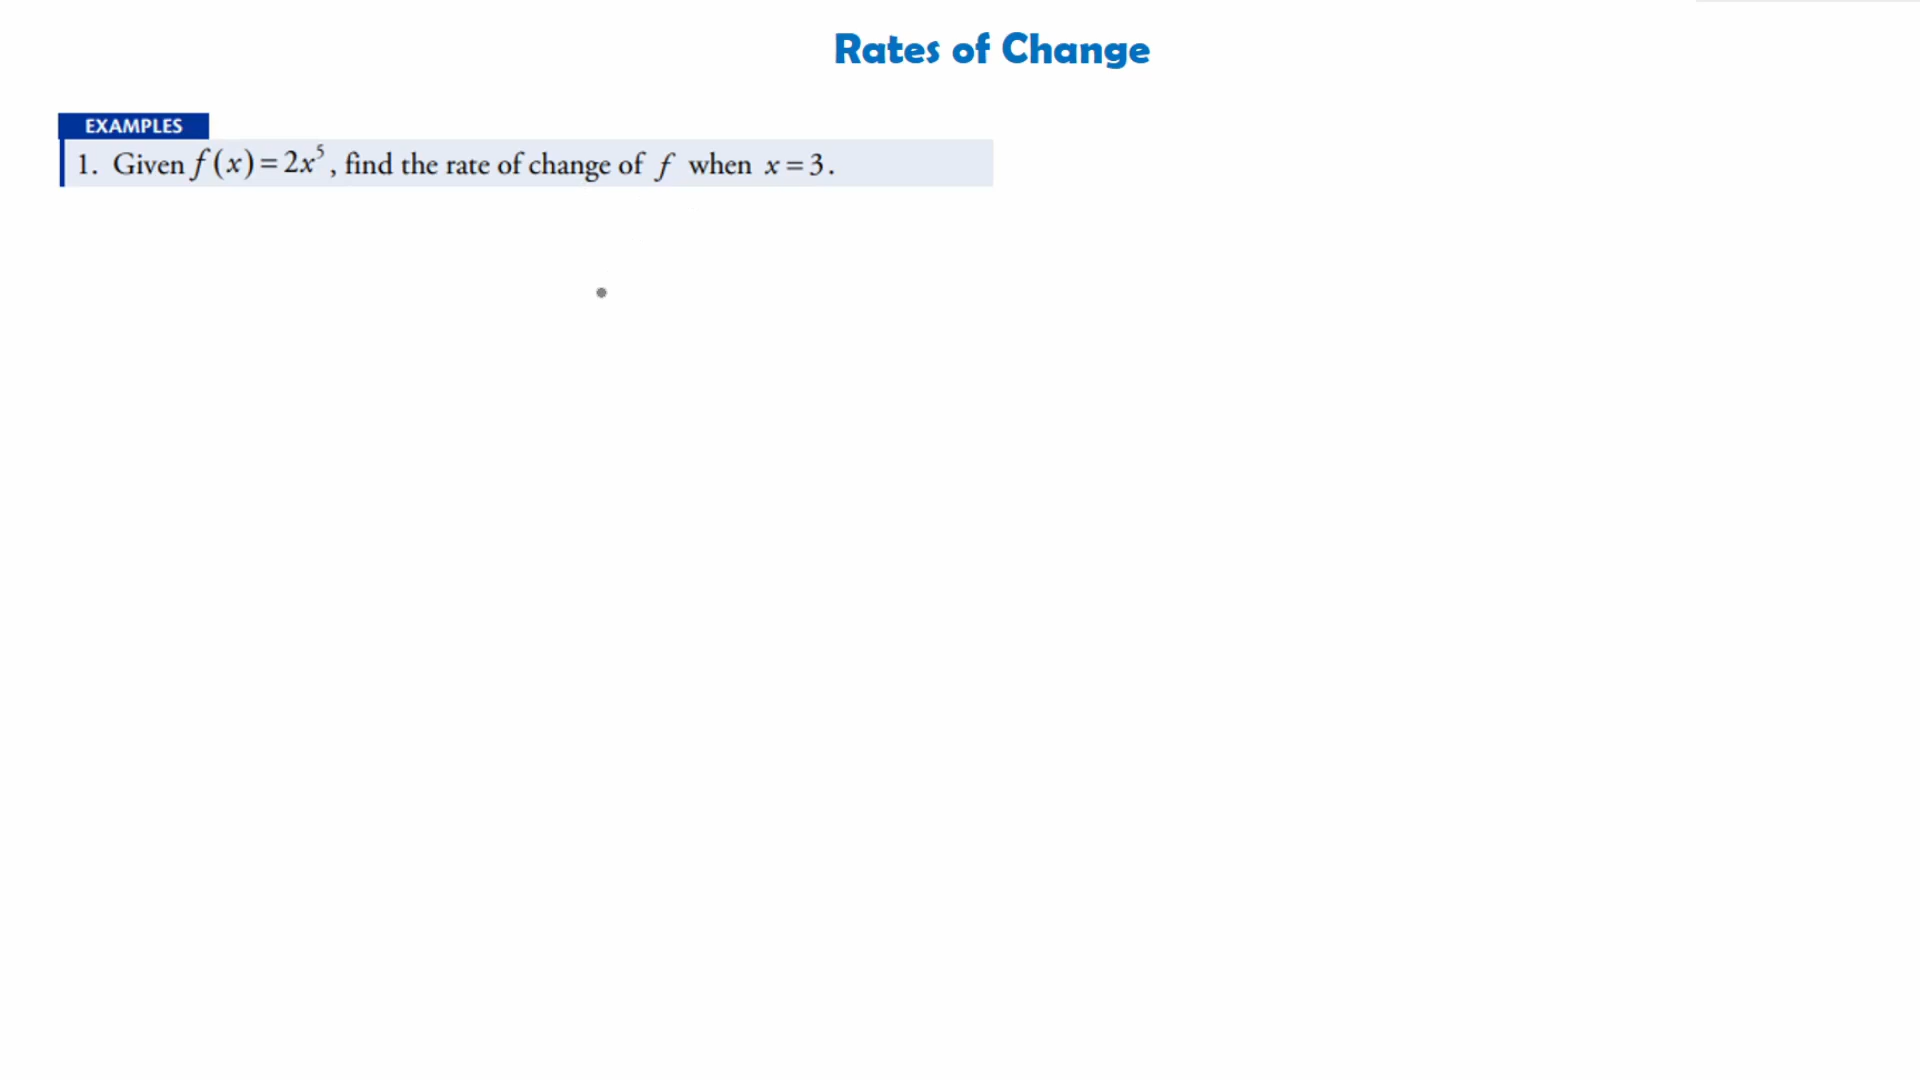 Rates of Change
EXAMPLES
1. Given f(x)=2x⁵, find the rate of change of f when x=3.